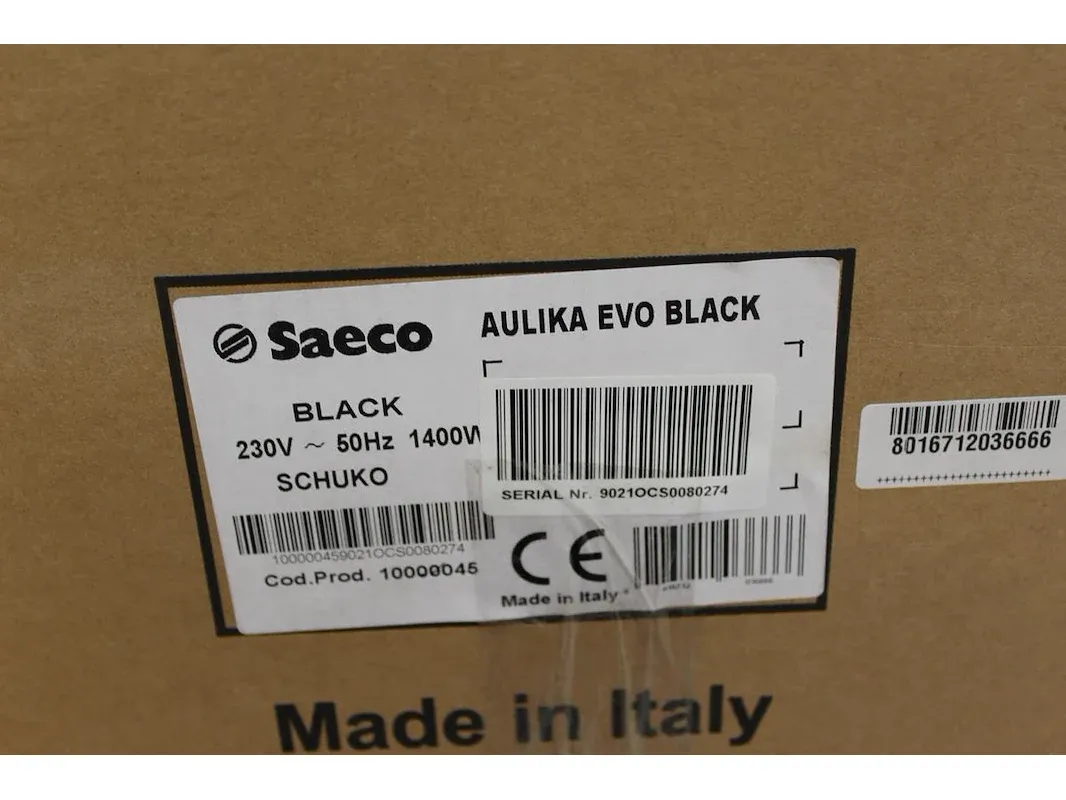 Saeco
AULIKA EVO BLACK
BLACK
230V ~ 50Hz 1400W
SCHUKO
SERIAL Nr. 9021OCS0080274
100000459021OCS0080274
Cod.Prod. 10000045
CE
Made in Italy
8016712036666
Made in Italy